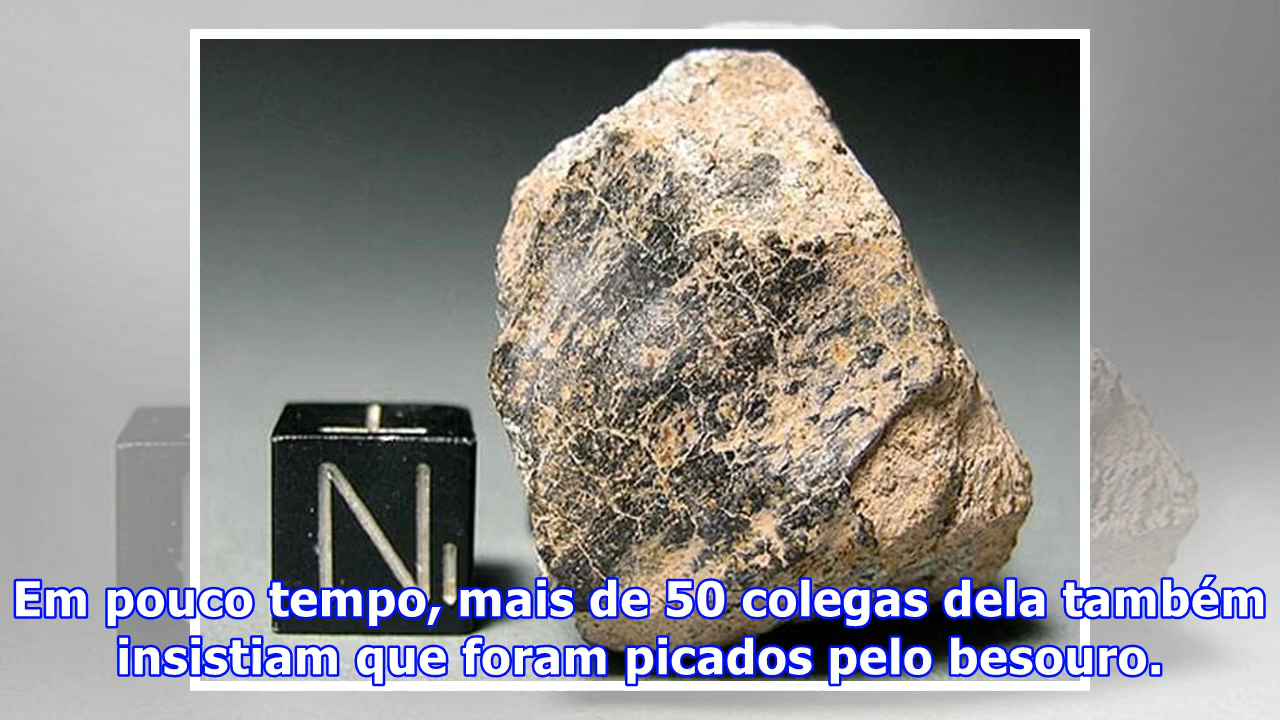 T
N
Em pouco tempo, mais de 50 colegas dela também
insistiam que foram picados pelo besouro.